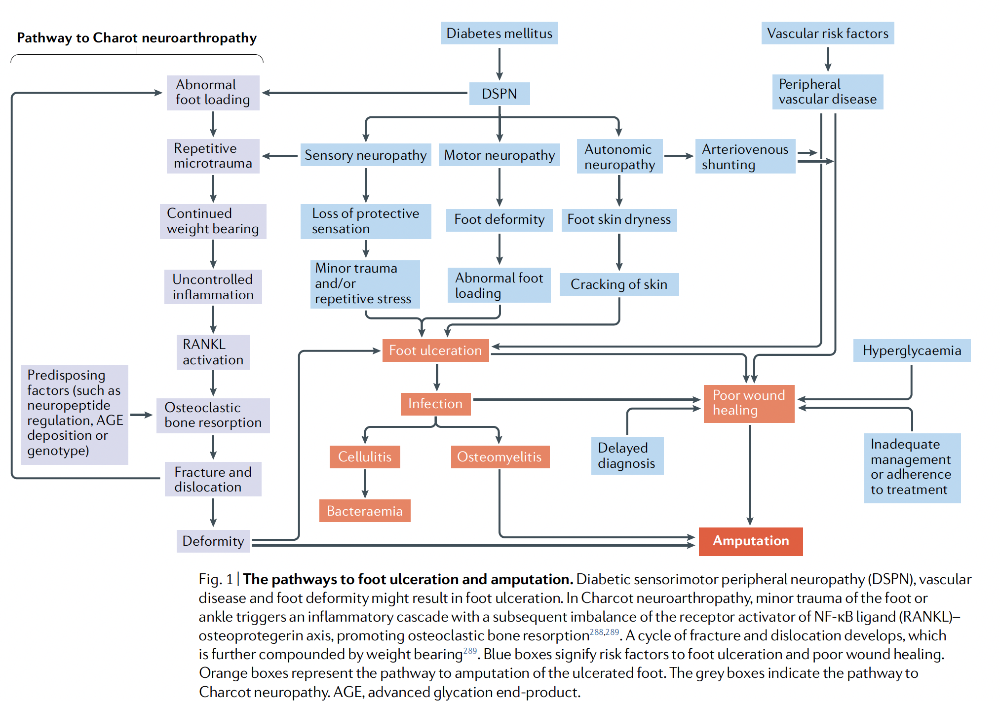 Pathway to Charot neuroarthropathy
Diabetes mellitus
Vascular risk factors
Abnormal
foot loading
DSPN
Peripheral
vascular disease
Repetitive
microtrauma
Sensory neuropathy
Motor neuropathy
Autonomic
neuropathy
Arteriovenous
shunting
Continued
weight bearing
Loss of protective
sensation
Foot deformity
Foot skin dryness
Uncontrolled
inflammation
Minor trauma
and/or
repetitive stress
Abnormal foot
loading
Cracking of skin
RANKL
activation
Foot ulceration
Hyperglycaemia
Predisposing
factors (such as
neuropeptide
regulation, AGE
deposition or
genotype)
Osteoclastic
bone resorption
Infection
Poor wound
healing
Fracture and
dislocation
Cellulitis
Osteomyelitis
Delayed
diagnosis
Inadequate
management
or adherence
to treatment
Bacteraemia
Deformity
Amputation
Fig. 1 | The pathways to foot ulceration and amputation. Diabetic sensorimotor peripheral neuropathy (DSPN), vascular
disease and foot deformity might result in foot ulceration. In Charcot neuroarthropathy, minor trauma of the foot or
ankle triggers an inflammatory cascade with a subsequent imbalance of the receptor activator of NF-κB ligand (RANKL)–
osteoprotegerin axis, promoting osteoclastic bone resorption288,289. A cycle of fracture and dislocation develops, which
is further compounded by weight bearing289. Blue boxes signify risk factors to foot ulceration and poor wound healing.
Orange boxes represent the pathway to amputation of the ulcerated foot. The grey boxes indicate the pathway to
Charcot neuropathy. AGE, advanced glycation end-product.